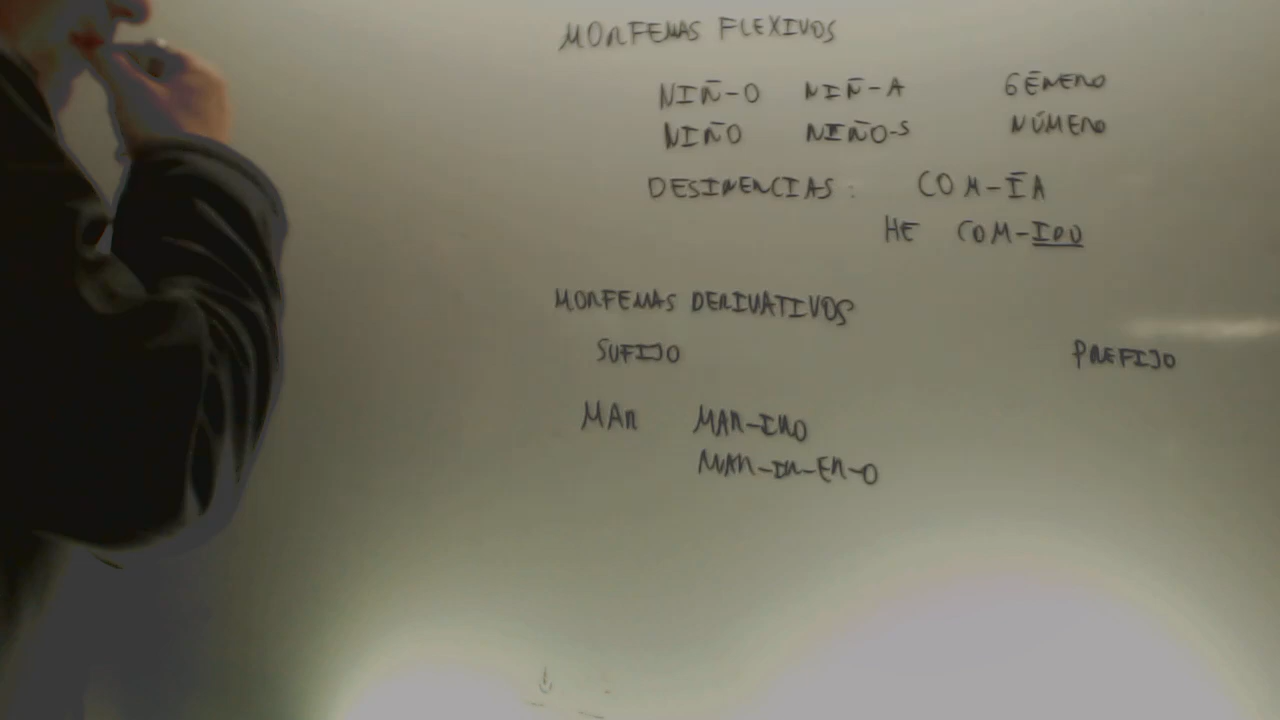 MORFEMAS FLEXIVOS
NIÑ-O NIÑ-A GÉNERO
NIÑO NIÑO-S NÚMERO
DESINENCIAS: COM-ÍA
HE COM-IDO
MORFEMAS DERIVATIVOS
SUFIJO PREFIJO
MAR MAR-INO
MAR-IN-ER-O